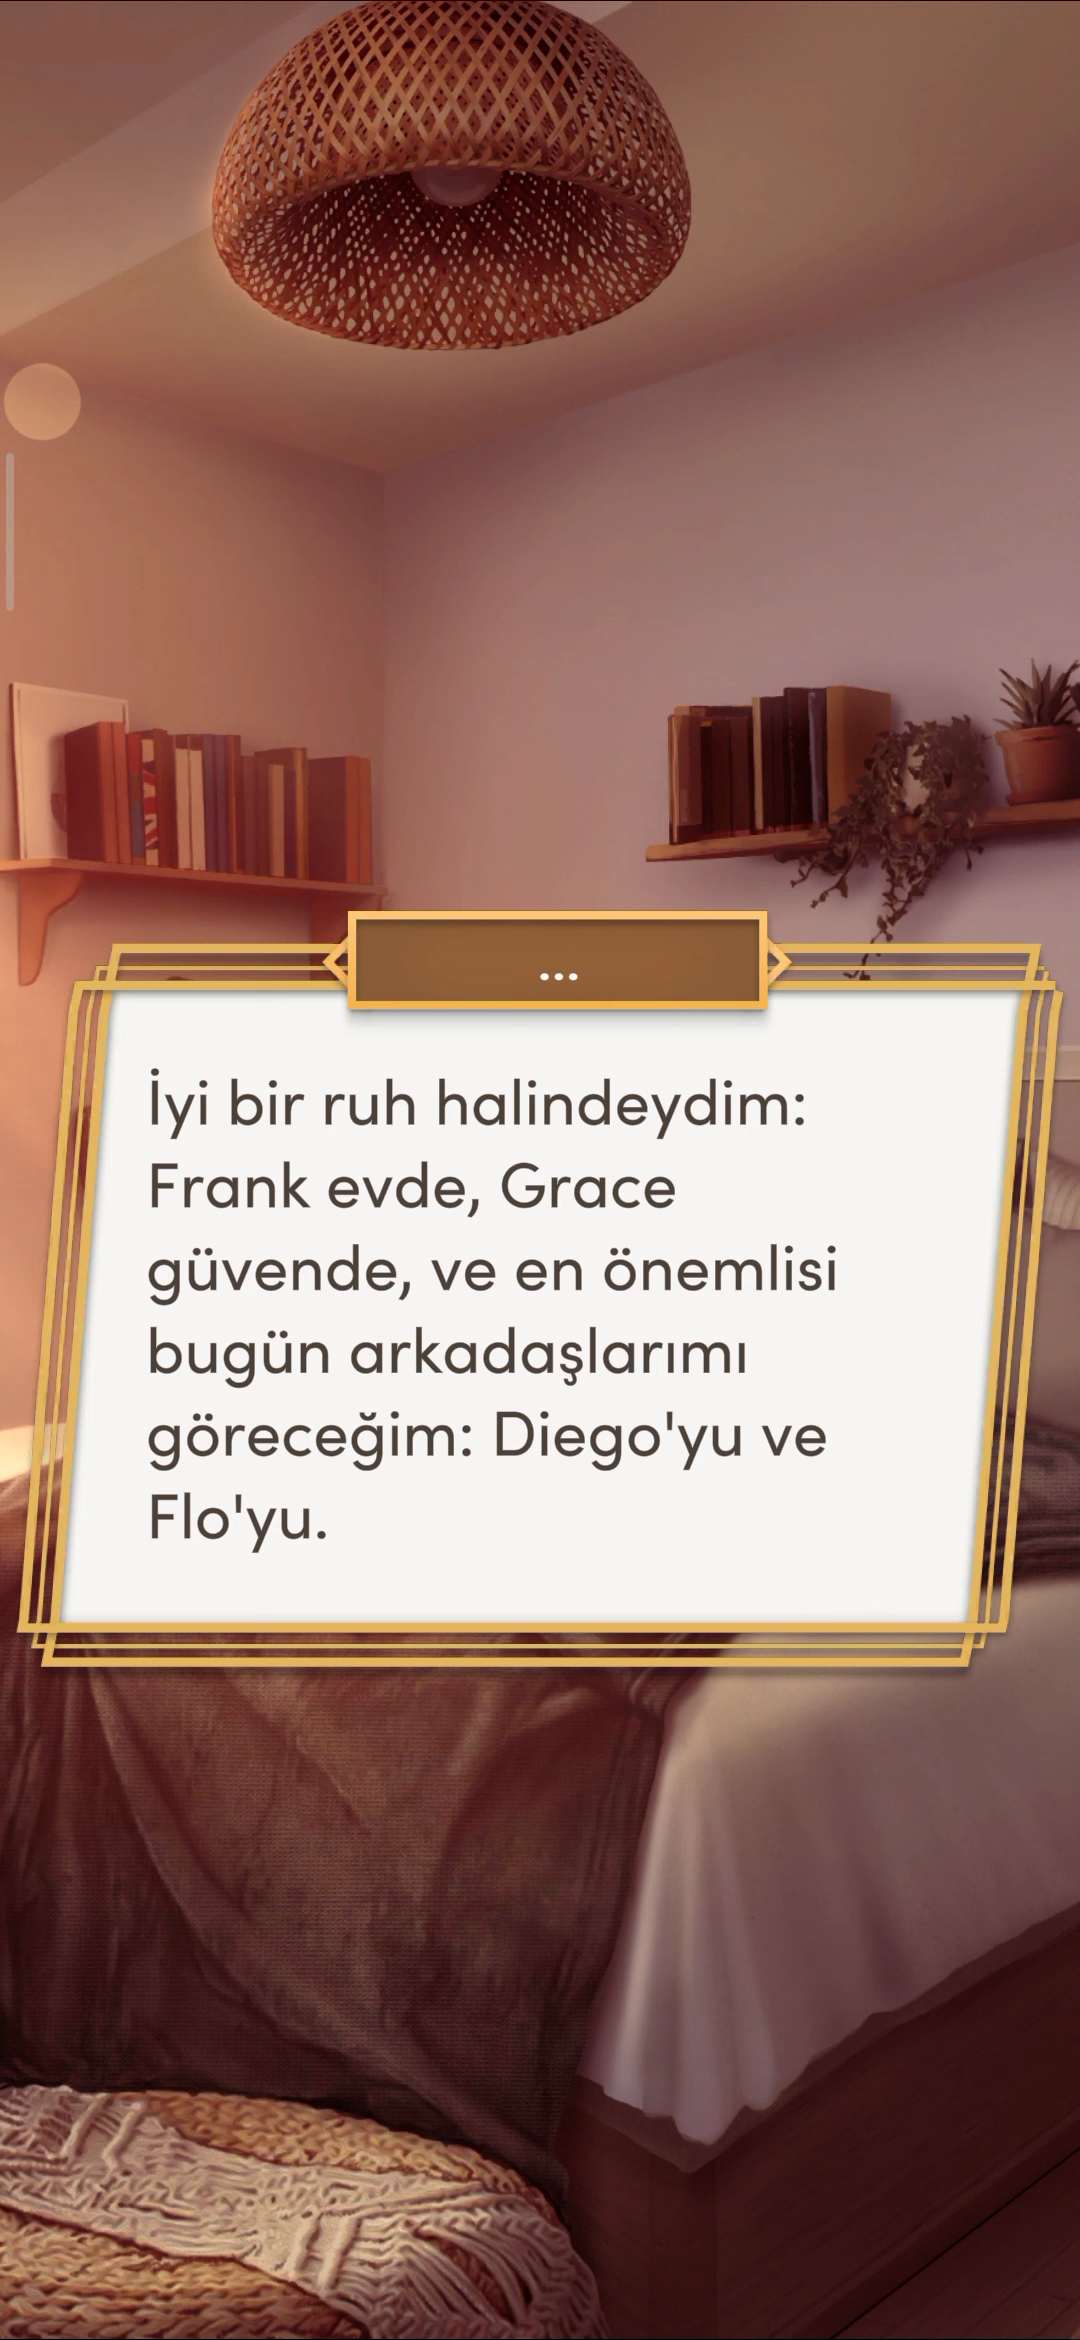 ...
İyi bir ruh halindeydim:
Frank evde, Grace
güvende, ve en önemlisi
bugün arkadaşlarımı
göreceğim: Diego'yu ve
Flo'yu.